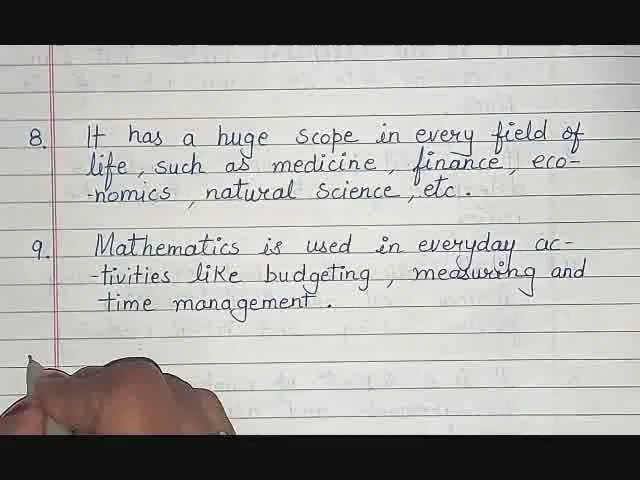 8. It has a huge scope in every field of
life, such as medicine, finance, eco-
-nomics, natural science, etc.
9. Mathematics is used in everyday ac-
-tivities like budgeting, measuring and
time management.